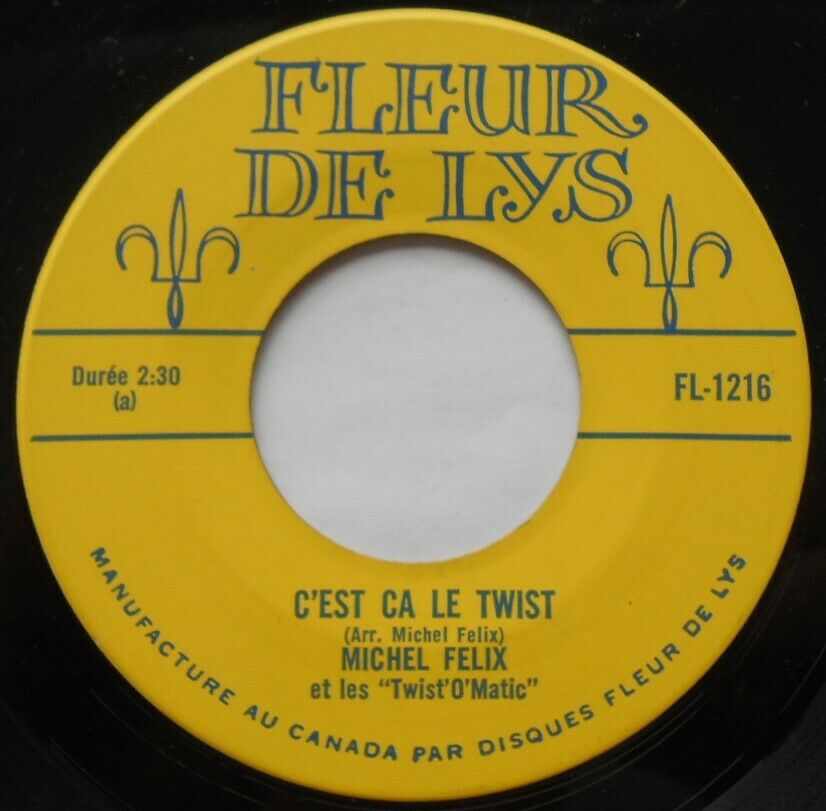 FLEUR
DE LYS
Durée 2:30
(a)
FL-1216
C'EST CA LE TWIST
(Arr. Michel Felix)
MICHEL FELIX
et les "Twist'O'Matic"
MANUFACTURE AU CANADA PAR DISQUES FLEUR DE LYS